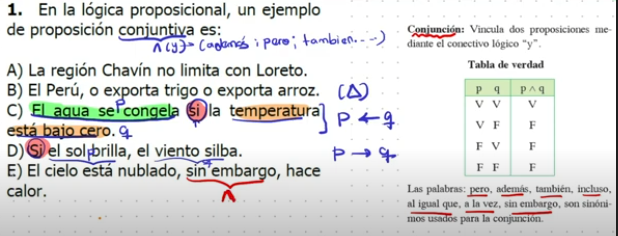 1. En la lógica proposicional, un ejemplo
de proposición conjuntiva es:
∧(y)= (además; pero; también...)
A) La región Chavín no limita con Loreto.
B) El Perú, o exporta trigo o exporta arroz. (Δ)
C) El agua se congela si la temperatura
está bajo cero. q
p
p ← q
D) Si el sol brilla, el viento silba.
p → q
E) El cielo está nublado, sin embargo, hace
calor.
∧
Conjunción: Vincula dos proposiciones me-
diante el conectivo lógico "y".
Tabla de verdad
p q p ∧ q
V V V
V F F
F V F
F F F
Las palabras: pero, además, también, incluso,
al igual que, a la vez, sin embargo, son sinóni-
mos usados para la conjunción.